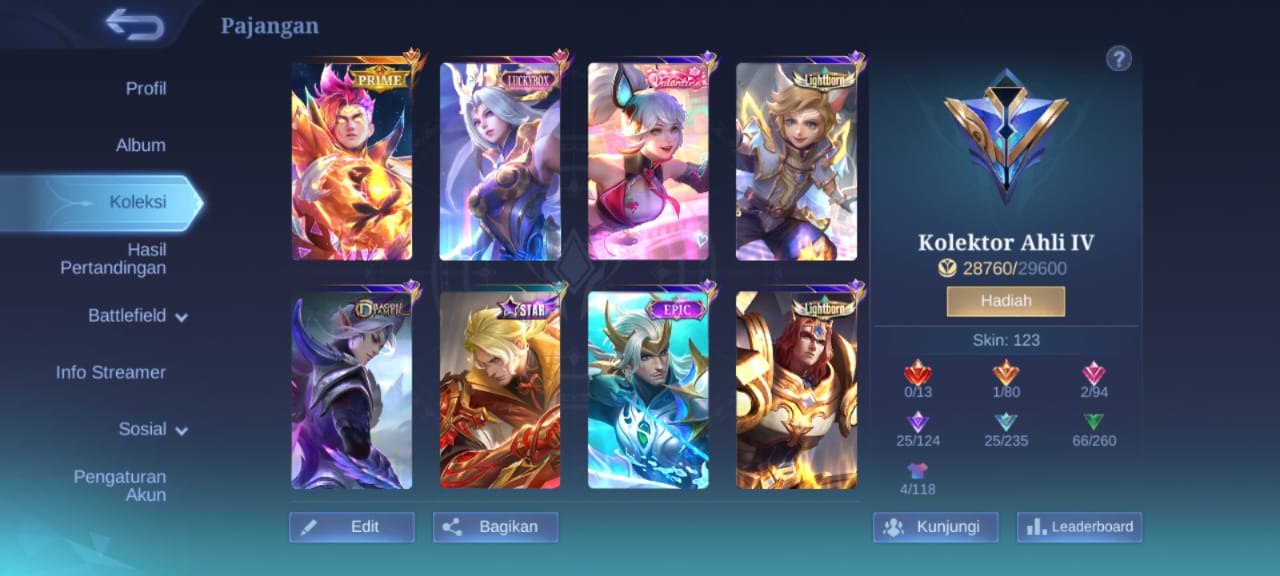 Pajangan
Profil
Album
Koleksi
Hasil
Pertandingan
Battlefield
Info Streamer
Sosial
Pengaturan
Akun
PRIME
LUCKYBOX
Valentine
Lightborn
DRAGON
TAMER
STAR
EPIC
Lightborn
Edit
Bagikan
?
Kolektor Ahli IV
28760/29600
Hadiah
Skin: 123
0/13
1/80
2/94
25/124
25/235
66/260
4/118
Kunjungi
Leaderboard